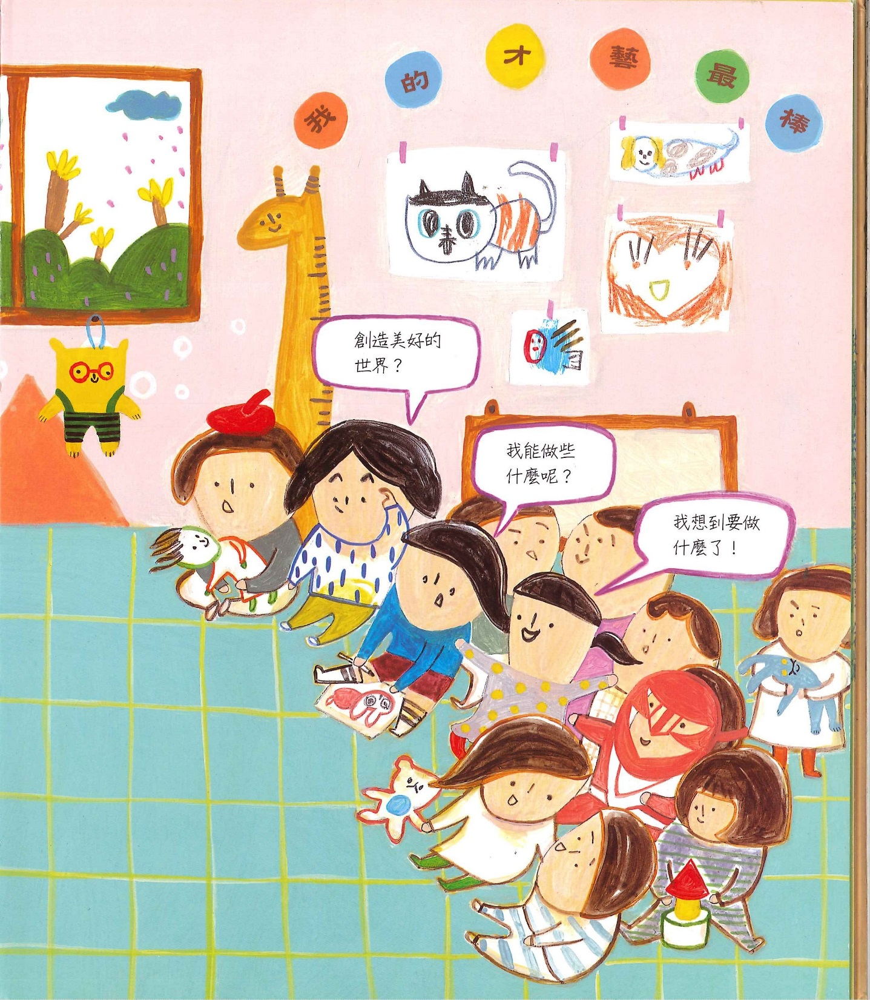 我的才藝最棒
創造美好的
世界？
我能做些
什麼呢？
我想到要做
什麼了！